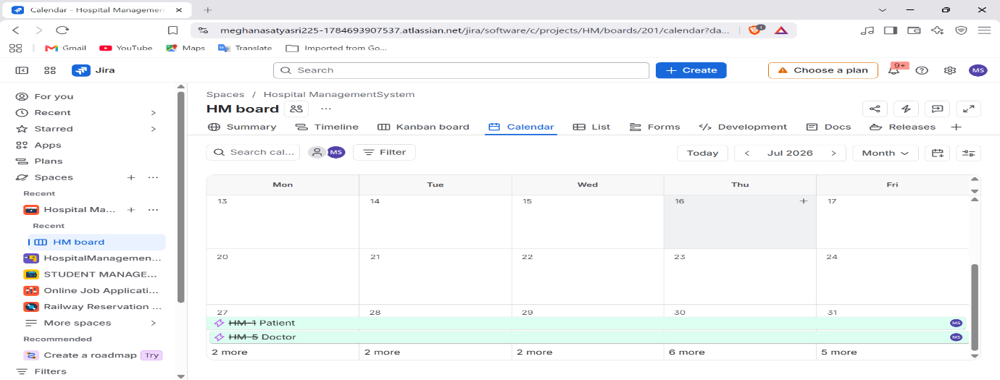 Calendar - Hospital Management
meghanasatyasri225-1784693907537.atlassian.net/jira/software/c/projects/HM/boards/201/calendar?da...
1
Gmail
YouTube
Maps
Translate
Imported from Go...
Jira
Search
Create
Choose a plan
9+
MS
For you
Recent
Starred
Apps
Plans
Spaces
Recent
Hospital Ma...
Recent
HM board
HospitalManagemen...
STUDENT MANAGE...
Online Job Applicati...
Railway Reservation ...
More spaces
Recommended
Create a roadmap Try
Filters
Spaces / Hospital ManagementSystem
HM board
Summary Timeline Kanban board Calendar List Forms Development Docs Releases
Search cal... MS Filter Today Jul 2026 Month
Mon Tue Wed Thu Fri
13 14 15 16 17
20 21 22 23 24
27 28 29 30 31
HM-1 Patient MS
HM-5 Doctor MS
2 more 2 more 2 more 6 more 5 more